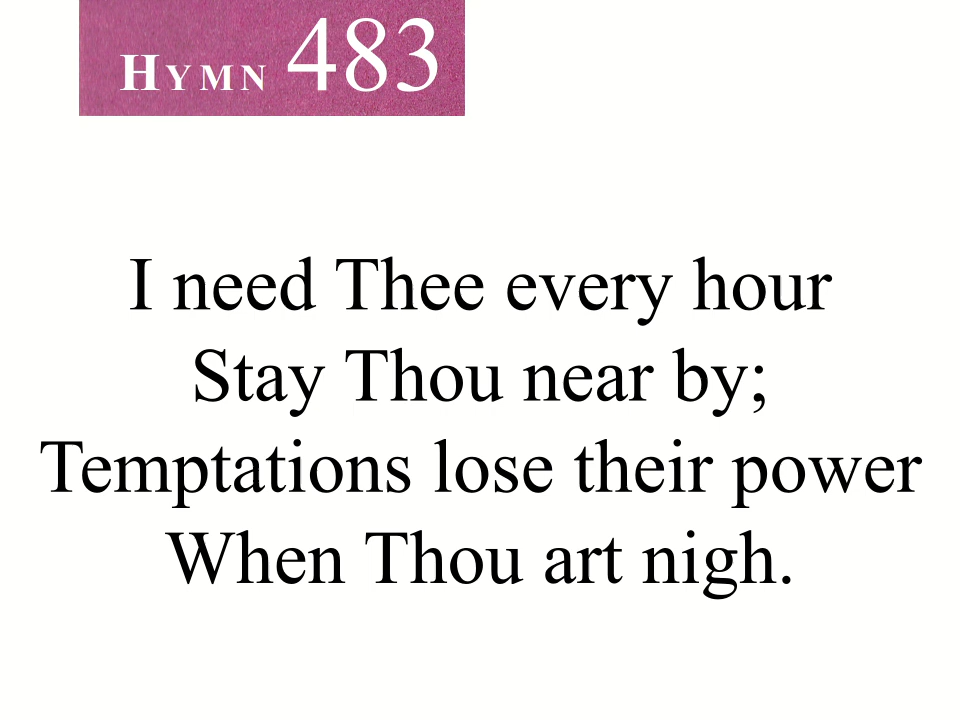 HYMN 483
I need Thee every hour
Stay Thou near by;
Temptations lose their power
When Thou art nigh.